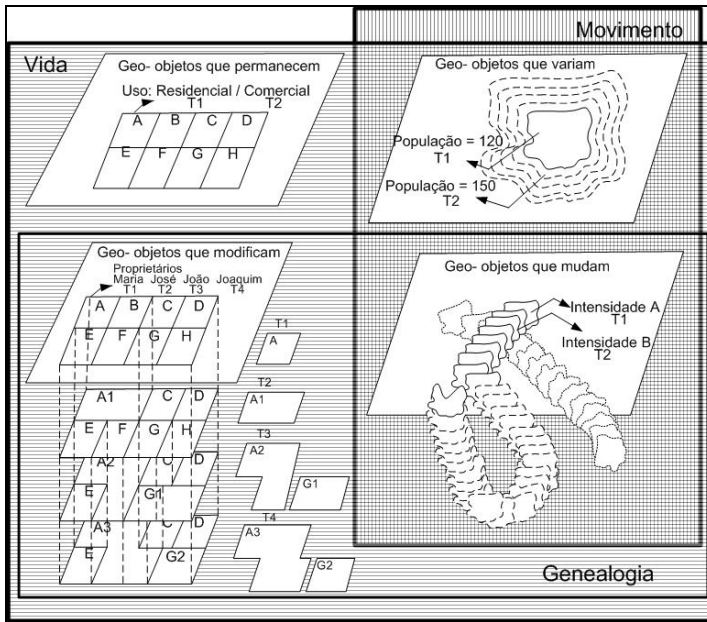 Movimento
Vida
Geo- objetos que permanecem
Uso: Residencial / Comercial
T1 T2
A B C D
E F G H
Geo- objetos que variam
População = 120
T1
População = 150
T2
Geo- objetos que modificam
Proprietários
Maria José João Joaquim
T1 T2 T3 T4
A B C D
E F G H
A1 C D
E F G H
A2 C D
E G1
A3 C D
E G2
T1
A
T2
A1
T3
A2
G1
T4
A3
G2
Geo- objetos que mudam
Intensidade A
T1
Intensidade B
T2
Genealogia